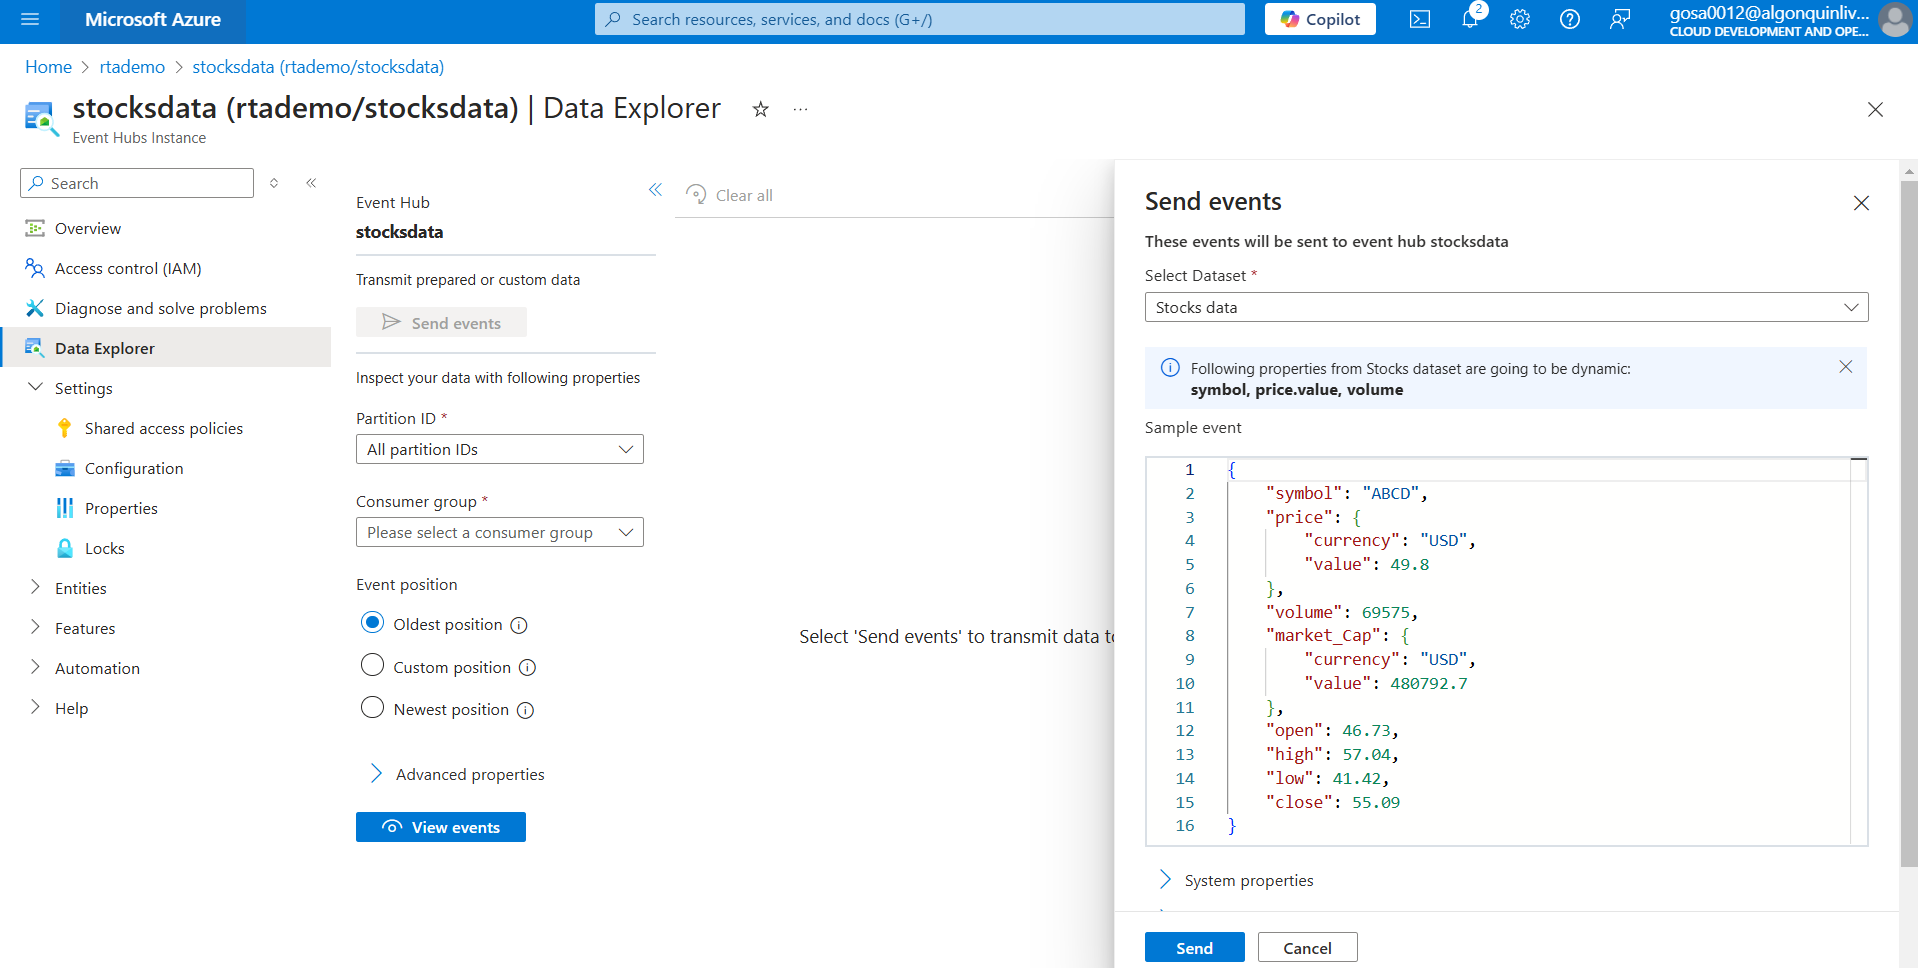 Microsoft Azure
Search resources, services, and docs (G+/)
Copilot
2
gosa0012@algonquinliv...
CLOUD DEVELOPMENT AND OPE...
Home > rtademo > stocksdata (rtademo/stocksdata)
stocksdata (rtademo/stocksdata) | Data Explorer
Event Hubs Instance
Search
Overview
Access control (IAM)
Diagnose and solve problems
Data Explorer
Settings
Shared access policies
Configuration
Properties
Locks
Entities
Features
Automation
Help
Event Hub
stocksdata
Transmit prepared or custom data
Send events
Inspect your data with following properties
Partition ID *
All partition IDs
Consumer group *
Please select a consumer group
Event position
Oldest position
Custom position
Newest position
Advanced properties
View events
Clear all
Select 'Send events' to transmit data to
Send events
These events will be sent to event hub stocksdata
Select Dataset *
Stocks data
Following properties from Stocks dataset are going to be dynamic:
symbol, price.value, volume
Sample event
1 {
2 "symbol": "ABCD",
3 "price": {
4 "currency": "USD",
5 "value": 49.8
6 },
7 "volume": 69575,
8 "market_Cap": {
9 "currency": "USD",
10 "value": 480792.7
11 },
12 "open": 46.73,
13 "high": 57.04,
14 "low": 41.42,
15 "close": 55.09
16 }
System properties
Send
Cancel